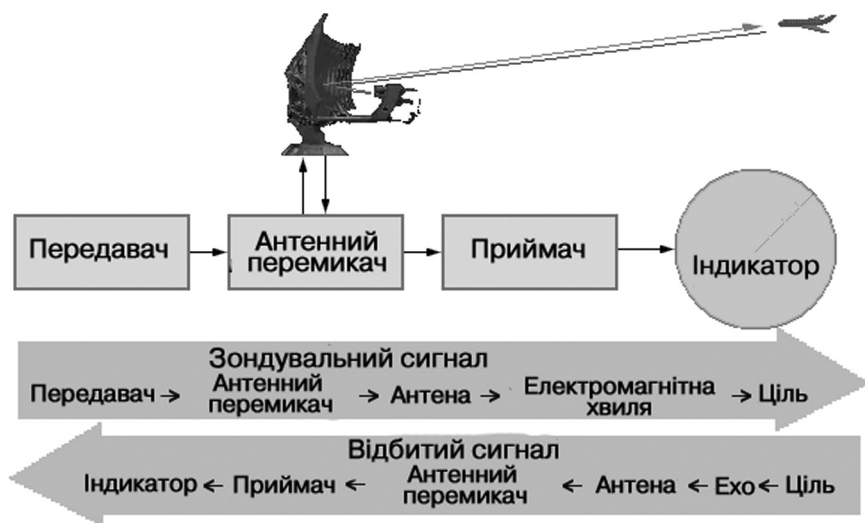 Передавач
Антенний
перемикач
Приймач
Індикатор
Зондувальний сигнал
Передавач → Антенний перемикач → Антена → Електромагнітна хвиля → Ціль
Відбитий сигнал
Індикатор ← Приймач ← Антенний перемикач ← Антена ← Ехо ← Ціль